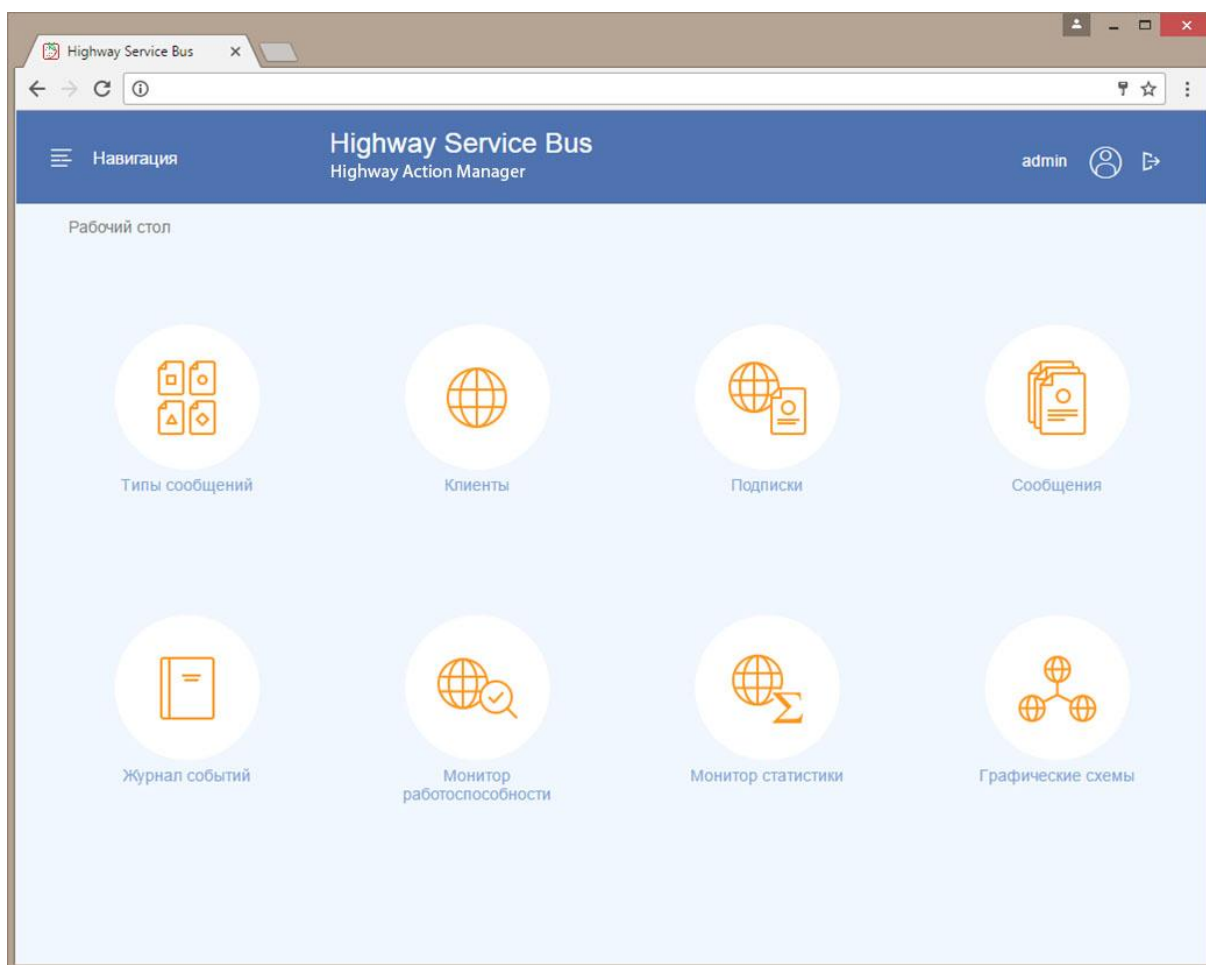 Highway Service Bus
Навигация
Highway Service Bus
Highway Action Manager
admin
Рабочий стол
Типы сообщений
Клиенты
Подписки
Сообщения
Журнал событий
Монитор
работоспособности
Монитор статистики
Графические схемы